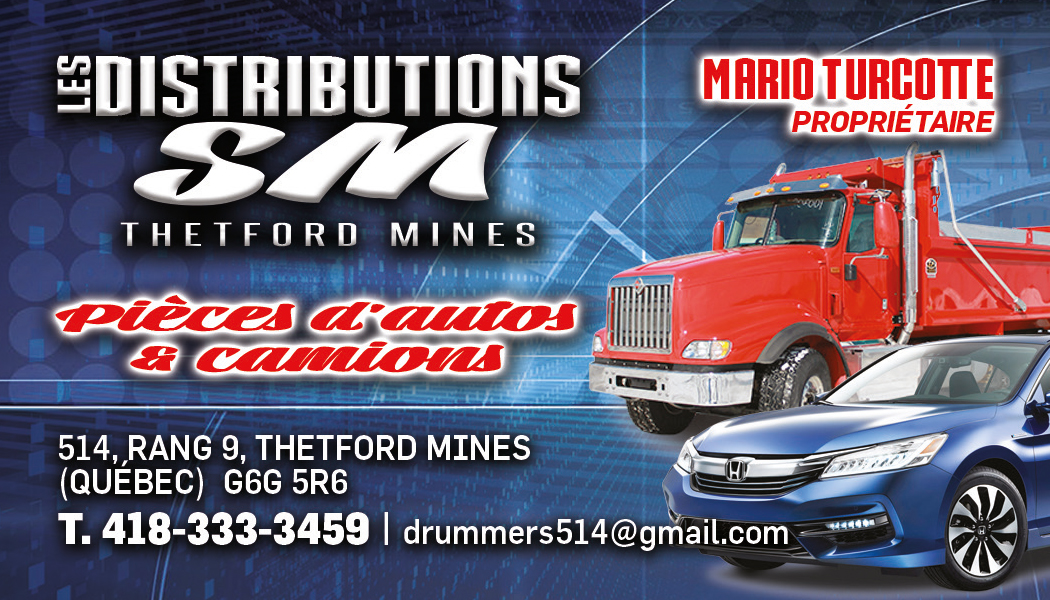 LES DISTRIBUTIONS
SM
THETFORD MINES
MARIO TURCOTTE
PROPRIÉTAIRE
Pièces d'autos
& camions
514, RANG 9, THETFORD MINES
(QUÉBEC) G6G 5R6
T. 418-333-3459 | drummers514@gmail.com